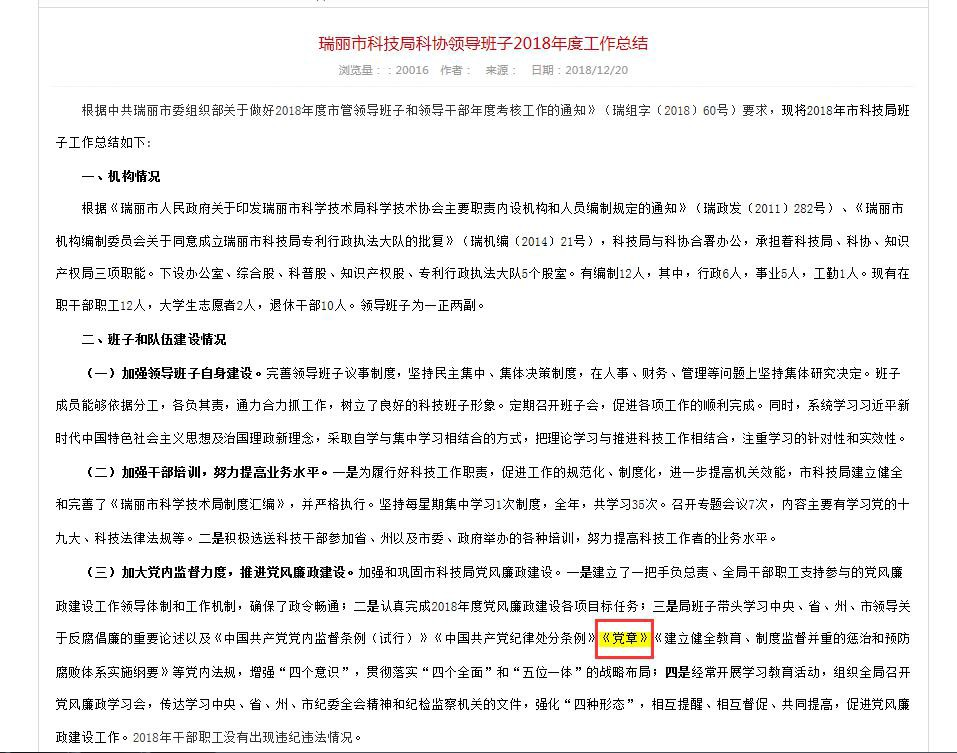 瑞丽市科技局科协领导班子2018年度工作总结
浏览量：：20016 作者： 来源： 日期：2018/12/20
根据中共瑞丽市委组织部关于做好2018年度市管领导班子和领导干部年度考核工作的通知》（瑞组字（2018）60号）要求，现将2018年市科技局班
子工作总结如下:
一、机构情况
根据《瑞丽市人民政府关于印发瑞丽市科学技术局科学技术协会主要职责内设机构和人员编制规定的通知》（瑞政发（2011）282号）、《瑞丽市
机构编制委员会关于同意成立瑞丽市科技局专利行政执法大队的批复》（瑞机编（2014）21号），科技局与科协合署办公，承担着科技局、科协、知识
产权局三项职能。下设办公室、综合股、科普股、知识产权股、专利行政执法大队5个股室。有编制12人，其中，行政6人，事业5人，工勤1人。现有在
职干部职工12人，大学生志愿者2人，退休干部10人。领导班子为一正两副。
二、班子和队伍建设情况
（一）加强领导班子自身建设。完善领导班子议事制度，坚持民主集中、集体决策制度，在人事、财务、管理等问题上坚持集体研究决定。班子
成员能够依据分工，各负其责，通力合力抓工作，树立了良好的科技班子形象。定期召开班子会，促进各项工作的顺利完成。同时，系统学习习近平新
时代中国特色社会主义思想及治国理政新理念，采取自学与集中学习相结合的方式，把理论学习与推进科技工作相结合，注重学习的针对性和实效性。
（二）加强干部培训，努力提高业务水平。一是为履行好科技工作职责，促进工作的规范化、制度化，进一步提高机关效能，市科技局建立健全
和完善了《瑞丽市科学技术局制度汇编》，并严格执行。坚持每星期集中学习1次制度，全年，共学习35次。召开专题会议7次，内容主要有学习党的十
九大、科技法律法规等。二是积极选送科技干部参加省、州以及市委、政府举办的各种培训，努力提高科技工作者的业务水平。
（三）加大党内监督力度，推进党风廉政建设。加强和巩固市科技局党风廉政建设。一是建立了一把手负总责、全局干部职工支持参与的党风廉
政建设工作领导体制和工作机制，确保了政令畅通；二是认真完成2018年度党风廉政建设各项目标任务；三是局班子带头学习中央、省、州、市领导关
于反腐倡廉的重要论述以及《中国共产党党内监督条例（试行）》《中国共产党纪律处分条例》《党章》《建立健全教育、制度监督并重的惩治和预防
腐败体系实施纲要》等党内法规，增强“四个意识”，贯彻落实“四个全面”和“五位一体”的战略布局；四是经常开展学习教育活动，组织全局召开
党风廉政学习会，传达学习中央、省、州、市纪委全会精神和纪检监察机关的文件，强化“四种形态”，相互提醒、相互督促、共同提高，促进党风廉
政建设工作。2018年干部职工没有出现违纪违法情况。